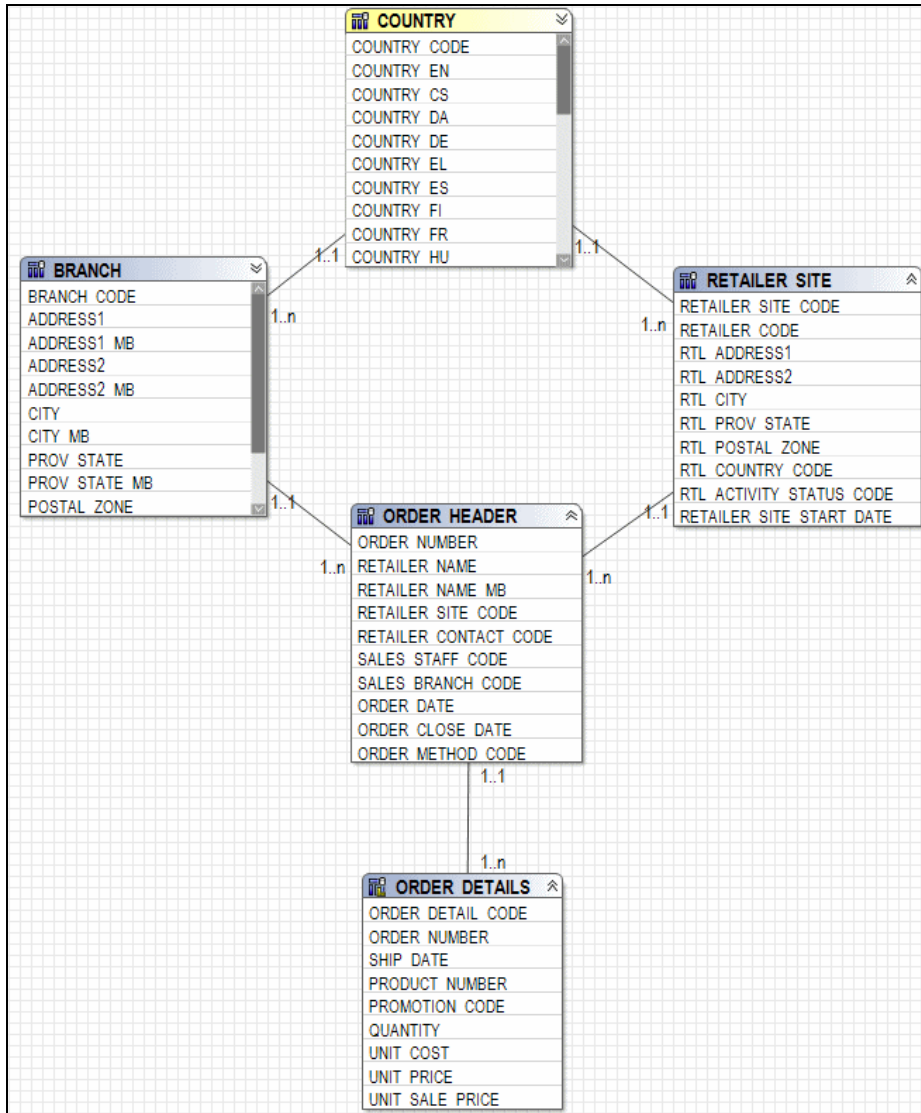 COUNTRY
COUNTRY CODE
COUNTRY EN
COUNTRY CS
COUNTRY DA
COUNTRY DE
COUNTRY EL
COUNTRY ES
COUNTRY FI
COUNTRY FR
COUNTRY HU
1..1
1..1
BRANCH
BRANCH CODE
ADDRESS1
ADDRESS1 MB
ADDRESS2
ADDRESS2 MB
CITY
CITY MB
PROV STATE
PROV STATE MB
POSTAL ZONE
1..n
1..1
RETAILER SITE
RETAILER SITE CODE
RETAILER CODE
RTL ADDRESS1
RTL ADDRESS2
RTL CITY
RTL PROV STATE
RTL POSTAL ZONE
RTL COUNTRY CODE
RTL ACTIVITY STATUS CODE
RETAILER SITE START DATE
1..n
1..1
ORDER HEADER
ORDER NUMBER
RETAILER NAME
RETAILER NAME MB
RETAILER SITE CODE
RETAILER CONTACT CODE
SALES STAFF CODE
SALES BRANCH CODE
ORDER DATE
ORDER CLOSE DATE
ORDER METHOD CODE
1..n
1..n
1..1
1..n
ORDER DETAILS
ORDER DETAIL CODE
ORDER NUMBER
SHIP DATE
PRODUCT NUMBER
PROMOTION CODE
QUANTITY
UNIT COST
UNIT PRICE
UNIT SALE PRICE